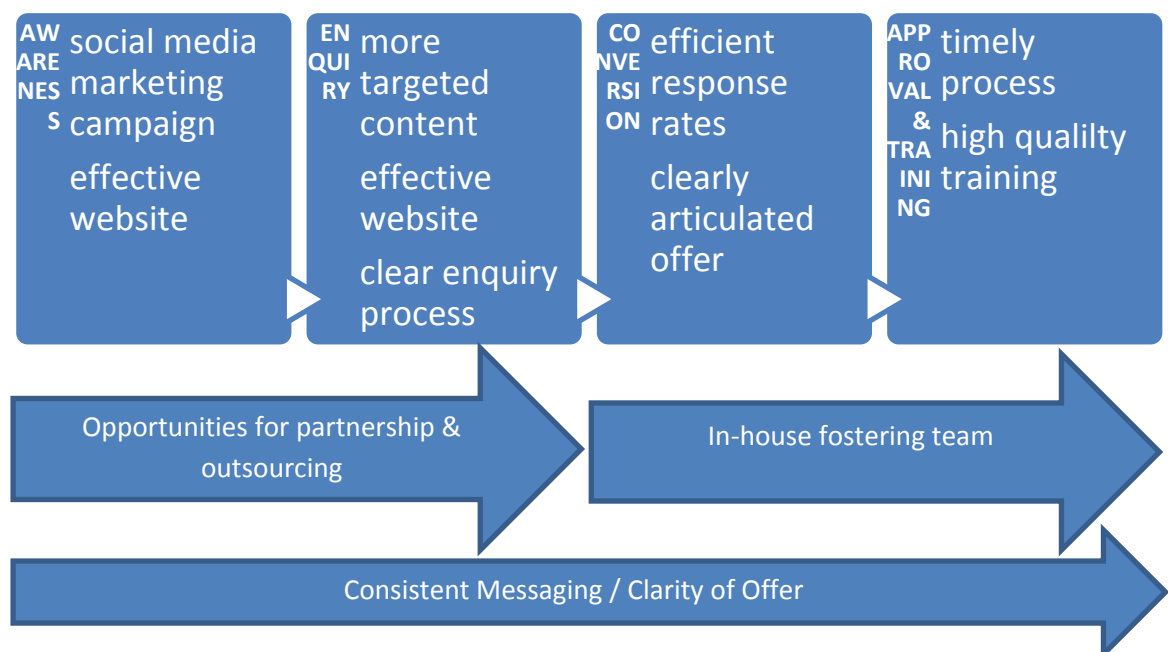 AW
ARE
NES
S
social media
marketing
campaign
effective
website
EN
QUI
RY
more
targeted
content
effective
website
clear enquiry
process
CO
NVE
RSI
ON
efficient
response
rates
clearly
articulated
offer
APP
RO
VAL
&
TRA
INI
NG
timely
process
high qualilty
training
Opportunities for partnership &
outsourcing
In-house fostering team
Consistent Messaging / Clarity of Offer